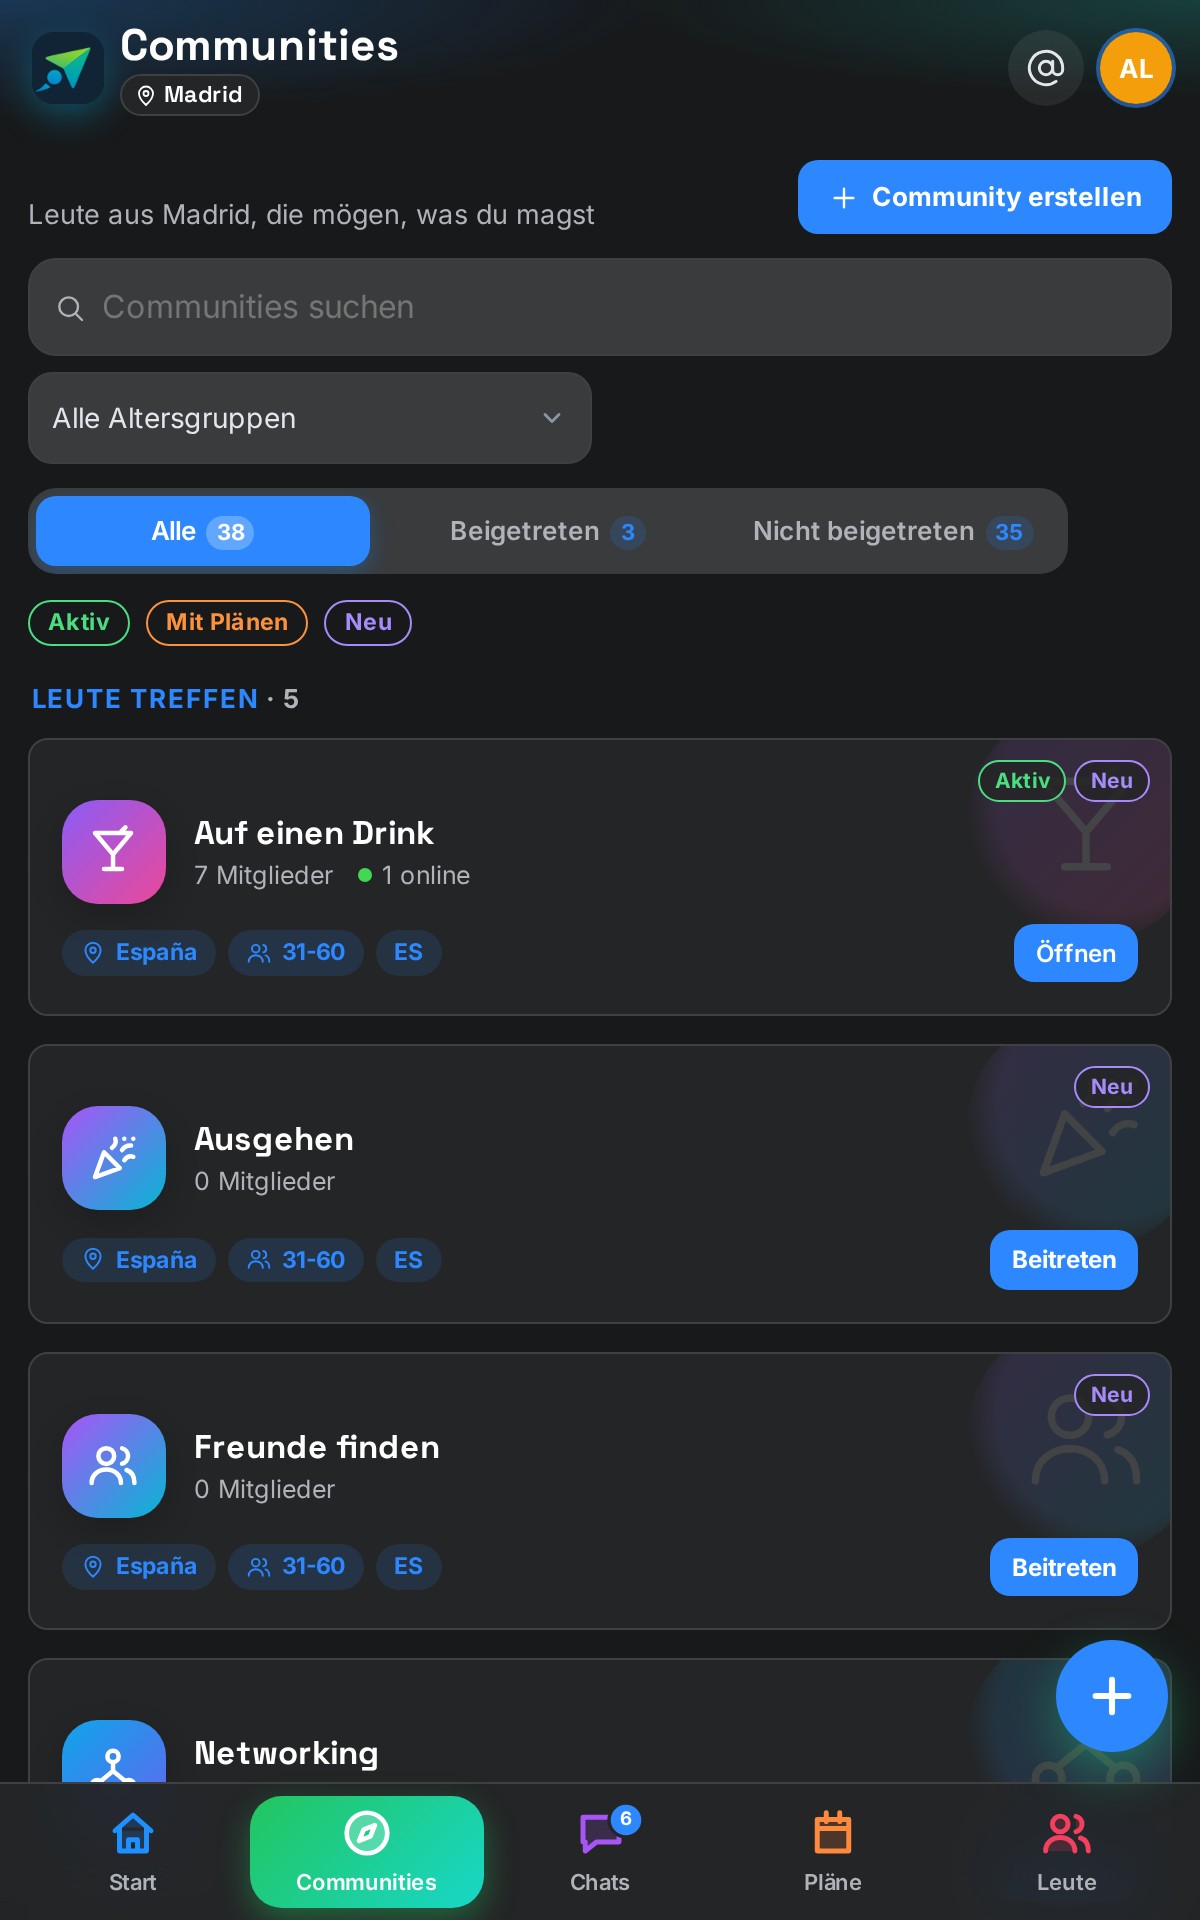 Communities
Madrid
AL
Leute aus Madrid, die mögen, was du magst
Community erstellen
Communities suchen
Alle Altersgruppen
Alle 38
Beigetreten 3
Nicht beigetreten 35
Aktiv
Mit Plänen
Neu
LEUTE TREFFEN · 5
Aktiv
Neu
Auf einen Drink
7 Mitglieder
1 online
España
31-60
ES
Öffnen
Neu
Ausgehen
0 Mitglieder
España
31-60
ES
Beitreten
Neu
Freunde finden
0 Mitglieder
España
31-60
ES
Beitreten
Networking
Start
Communities
6
Chats
Pläne
Leute